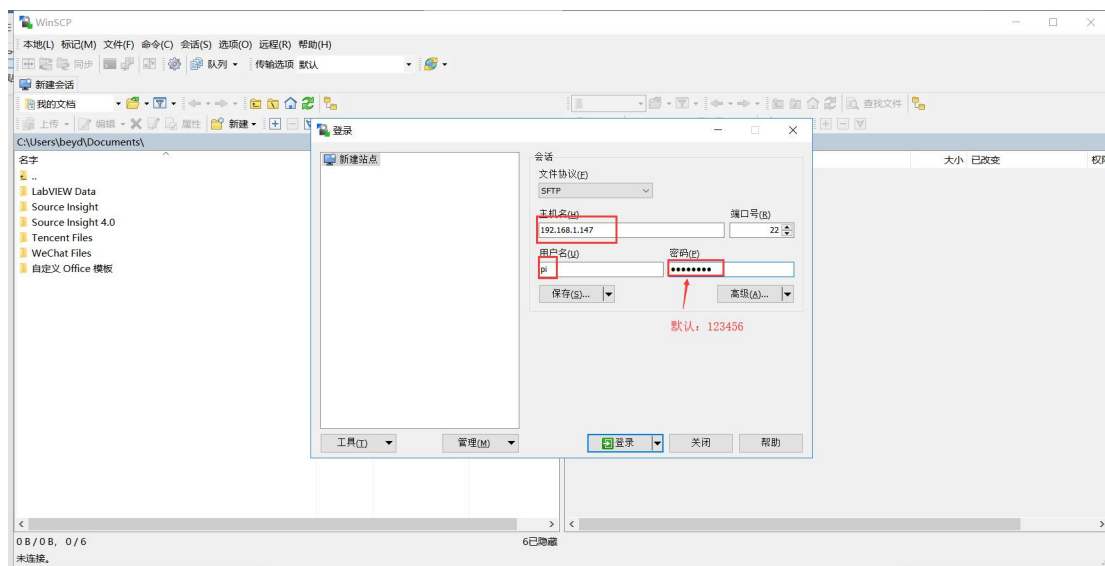 WinSCP
本地(L) 标记(M) 文件(F) 命令(C) 会话(S) 选项(O) 远程(R) 帮助(H)
同步 队列 传输选项 默认
新建会话
我的文档 查找文件
上传 编辑 属性 新建
C:\Users\beyd\Documents\
名字 大小 已改变
..
LabVIEW Data
Source Insight
Source Insight 4.0
Tencent Files
WeChat Files
自定义 Office 模板
登录
新建站点
会话
文件协议(F)
SFTP
主机名(H) 端口号(R)
192.168.1.147 22
用户名(U) 密码(P)
pi ●●●●●●●●
保存(S)... 高级(A)...
默认: 123456
工具(T) 管理(M) 登录 关闭 帮助
0 B / 0 B, 0 / 6 6已隐藏
未连接。